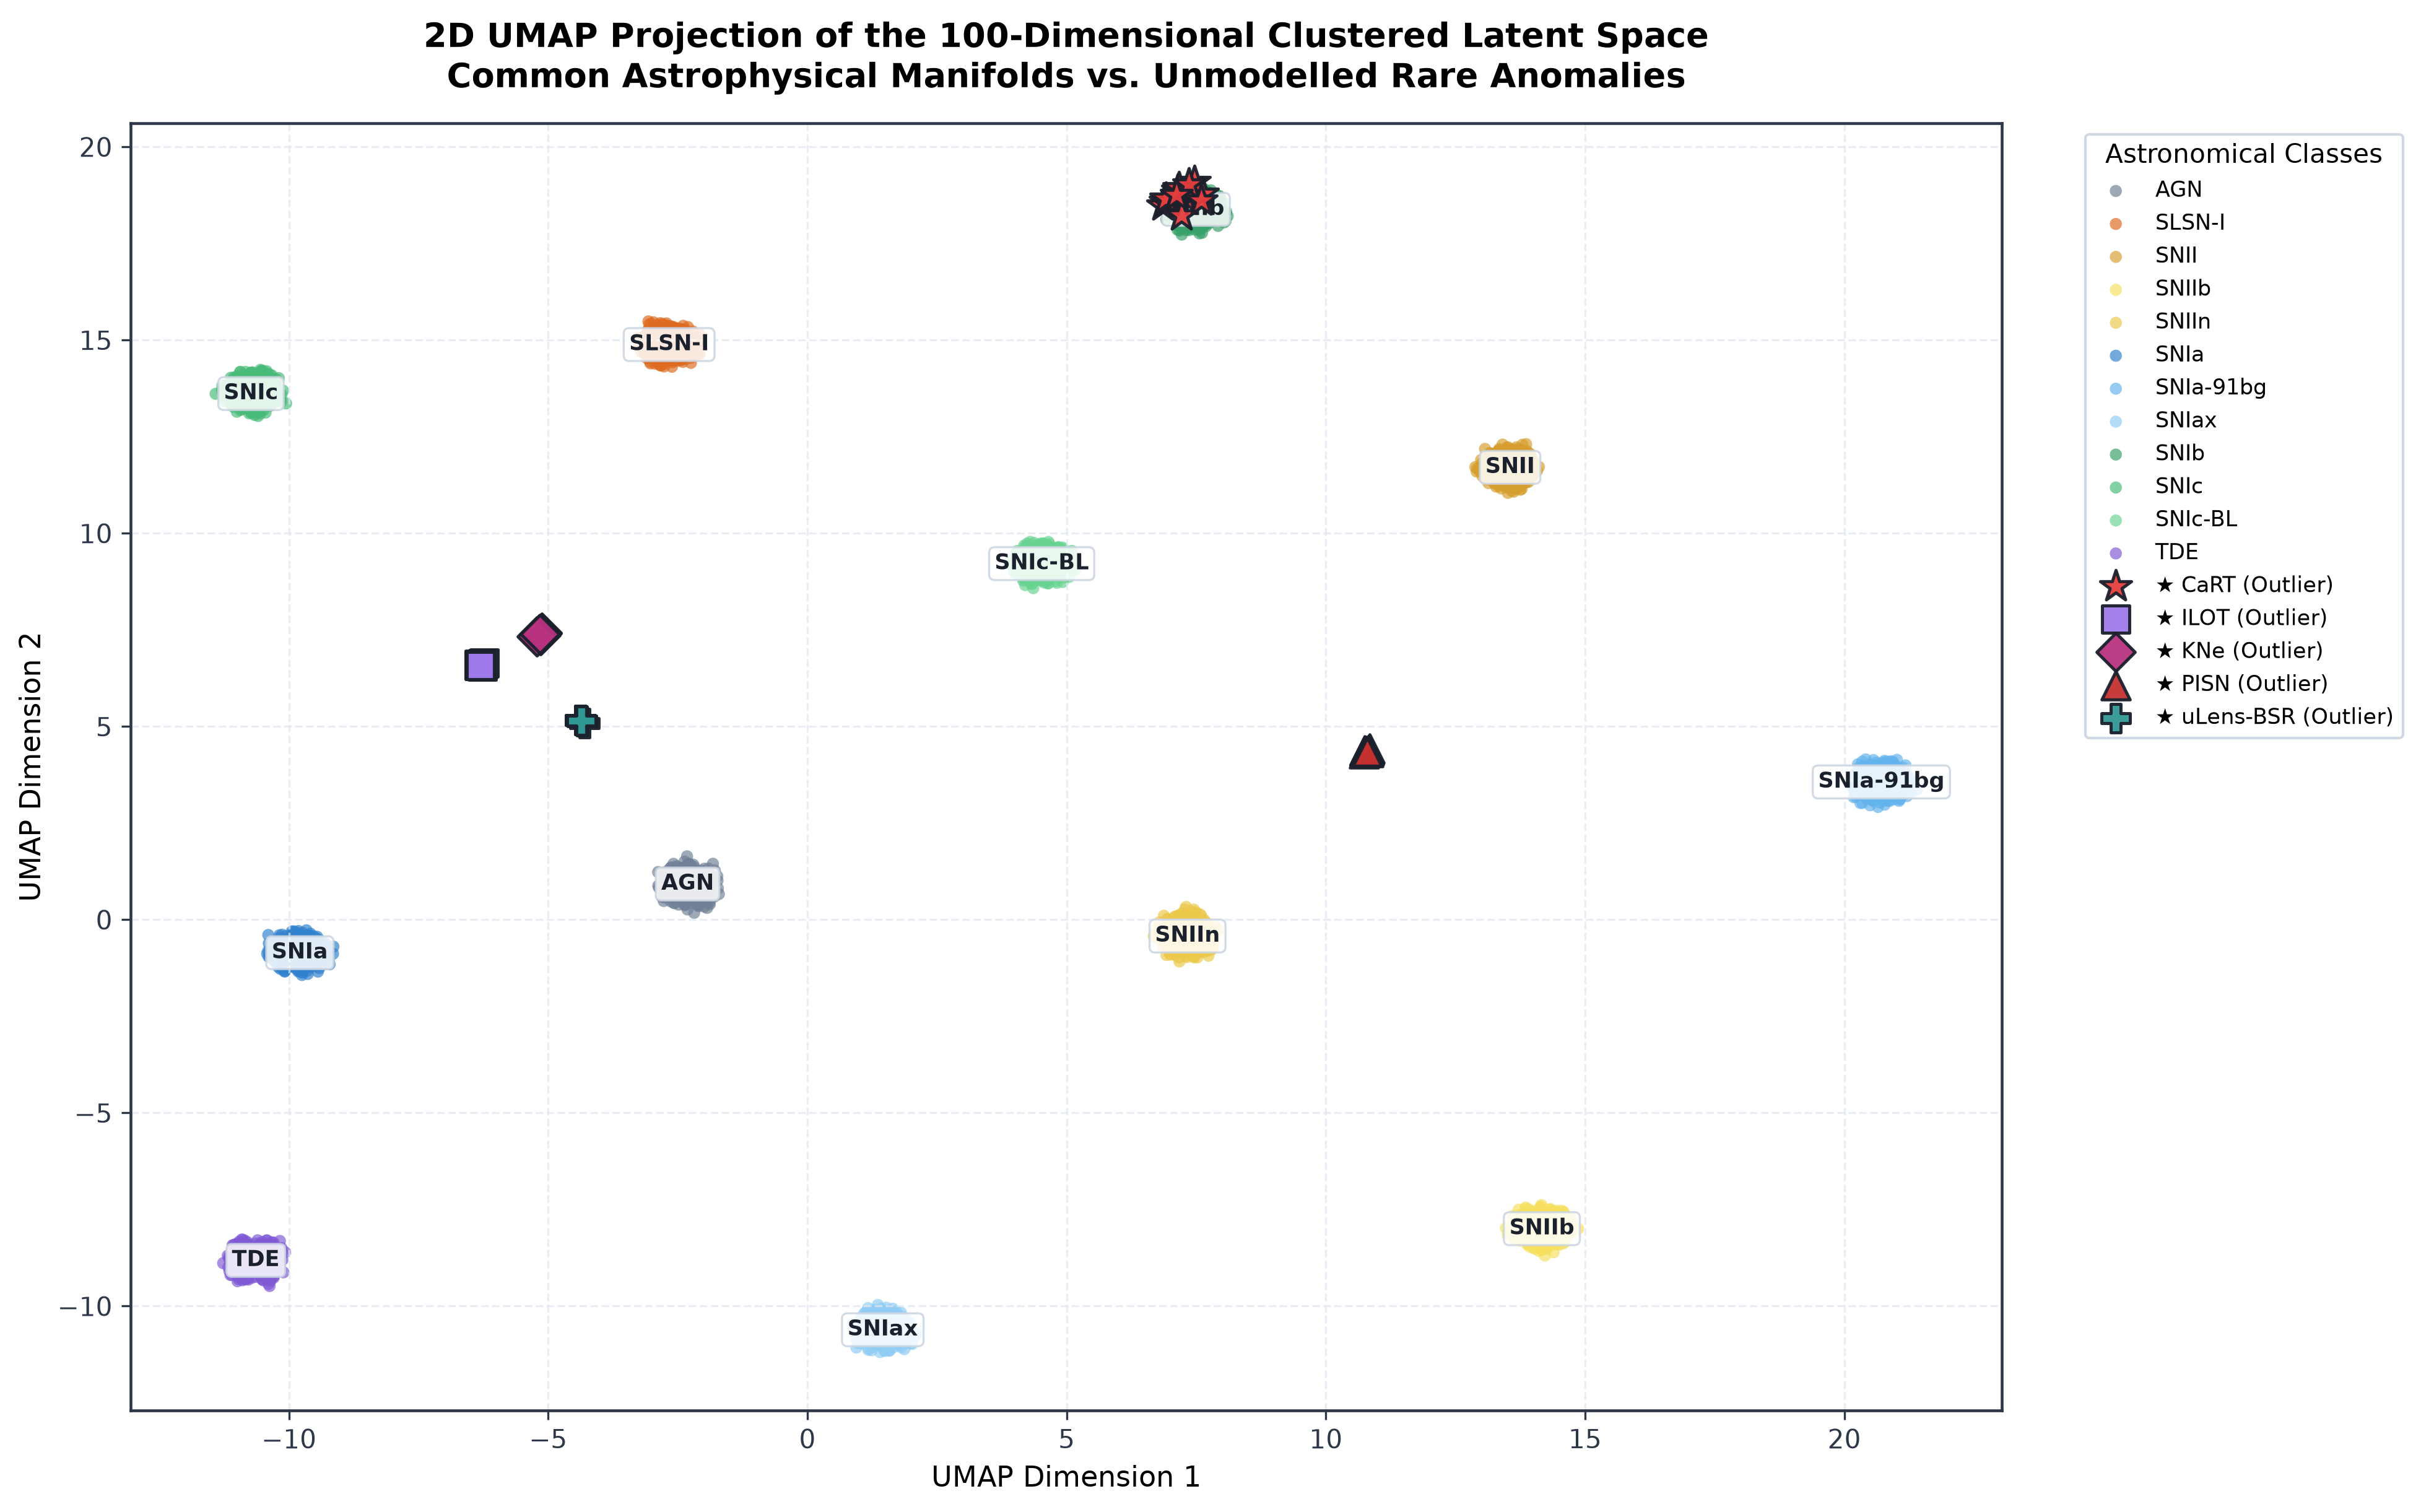 2D UMAP Projection of the 100-Dimensional Clustered Latent Space
Common Astrophysical Manifolds vs. Unmodelled Rare Anomalies
UMAP Dimension 2
20
15
10
5
0
−5
−10
SNIc
SLSN-I
SNII
SNIc-BL
SNIa-91bg
AGN
SNIa
SNIIn
SNIIb
TDE
SNIax
−10
−5
0
5
10
15
20
UMAP Dimension 1
Astronomical Classes
AGN
SLSN-I
SNII
SNIIb
SNIIn
SNIa
SNIa-91bg
SNIax
SNIb
SNIc
SNIc-BL
TDE
★ CaRT (Outlier)
★ ILOT (Outlier)
★ KNe (Outlier)
★ PISN (Outlier)
★ uLens-BSR (Outlier)